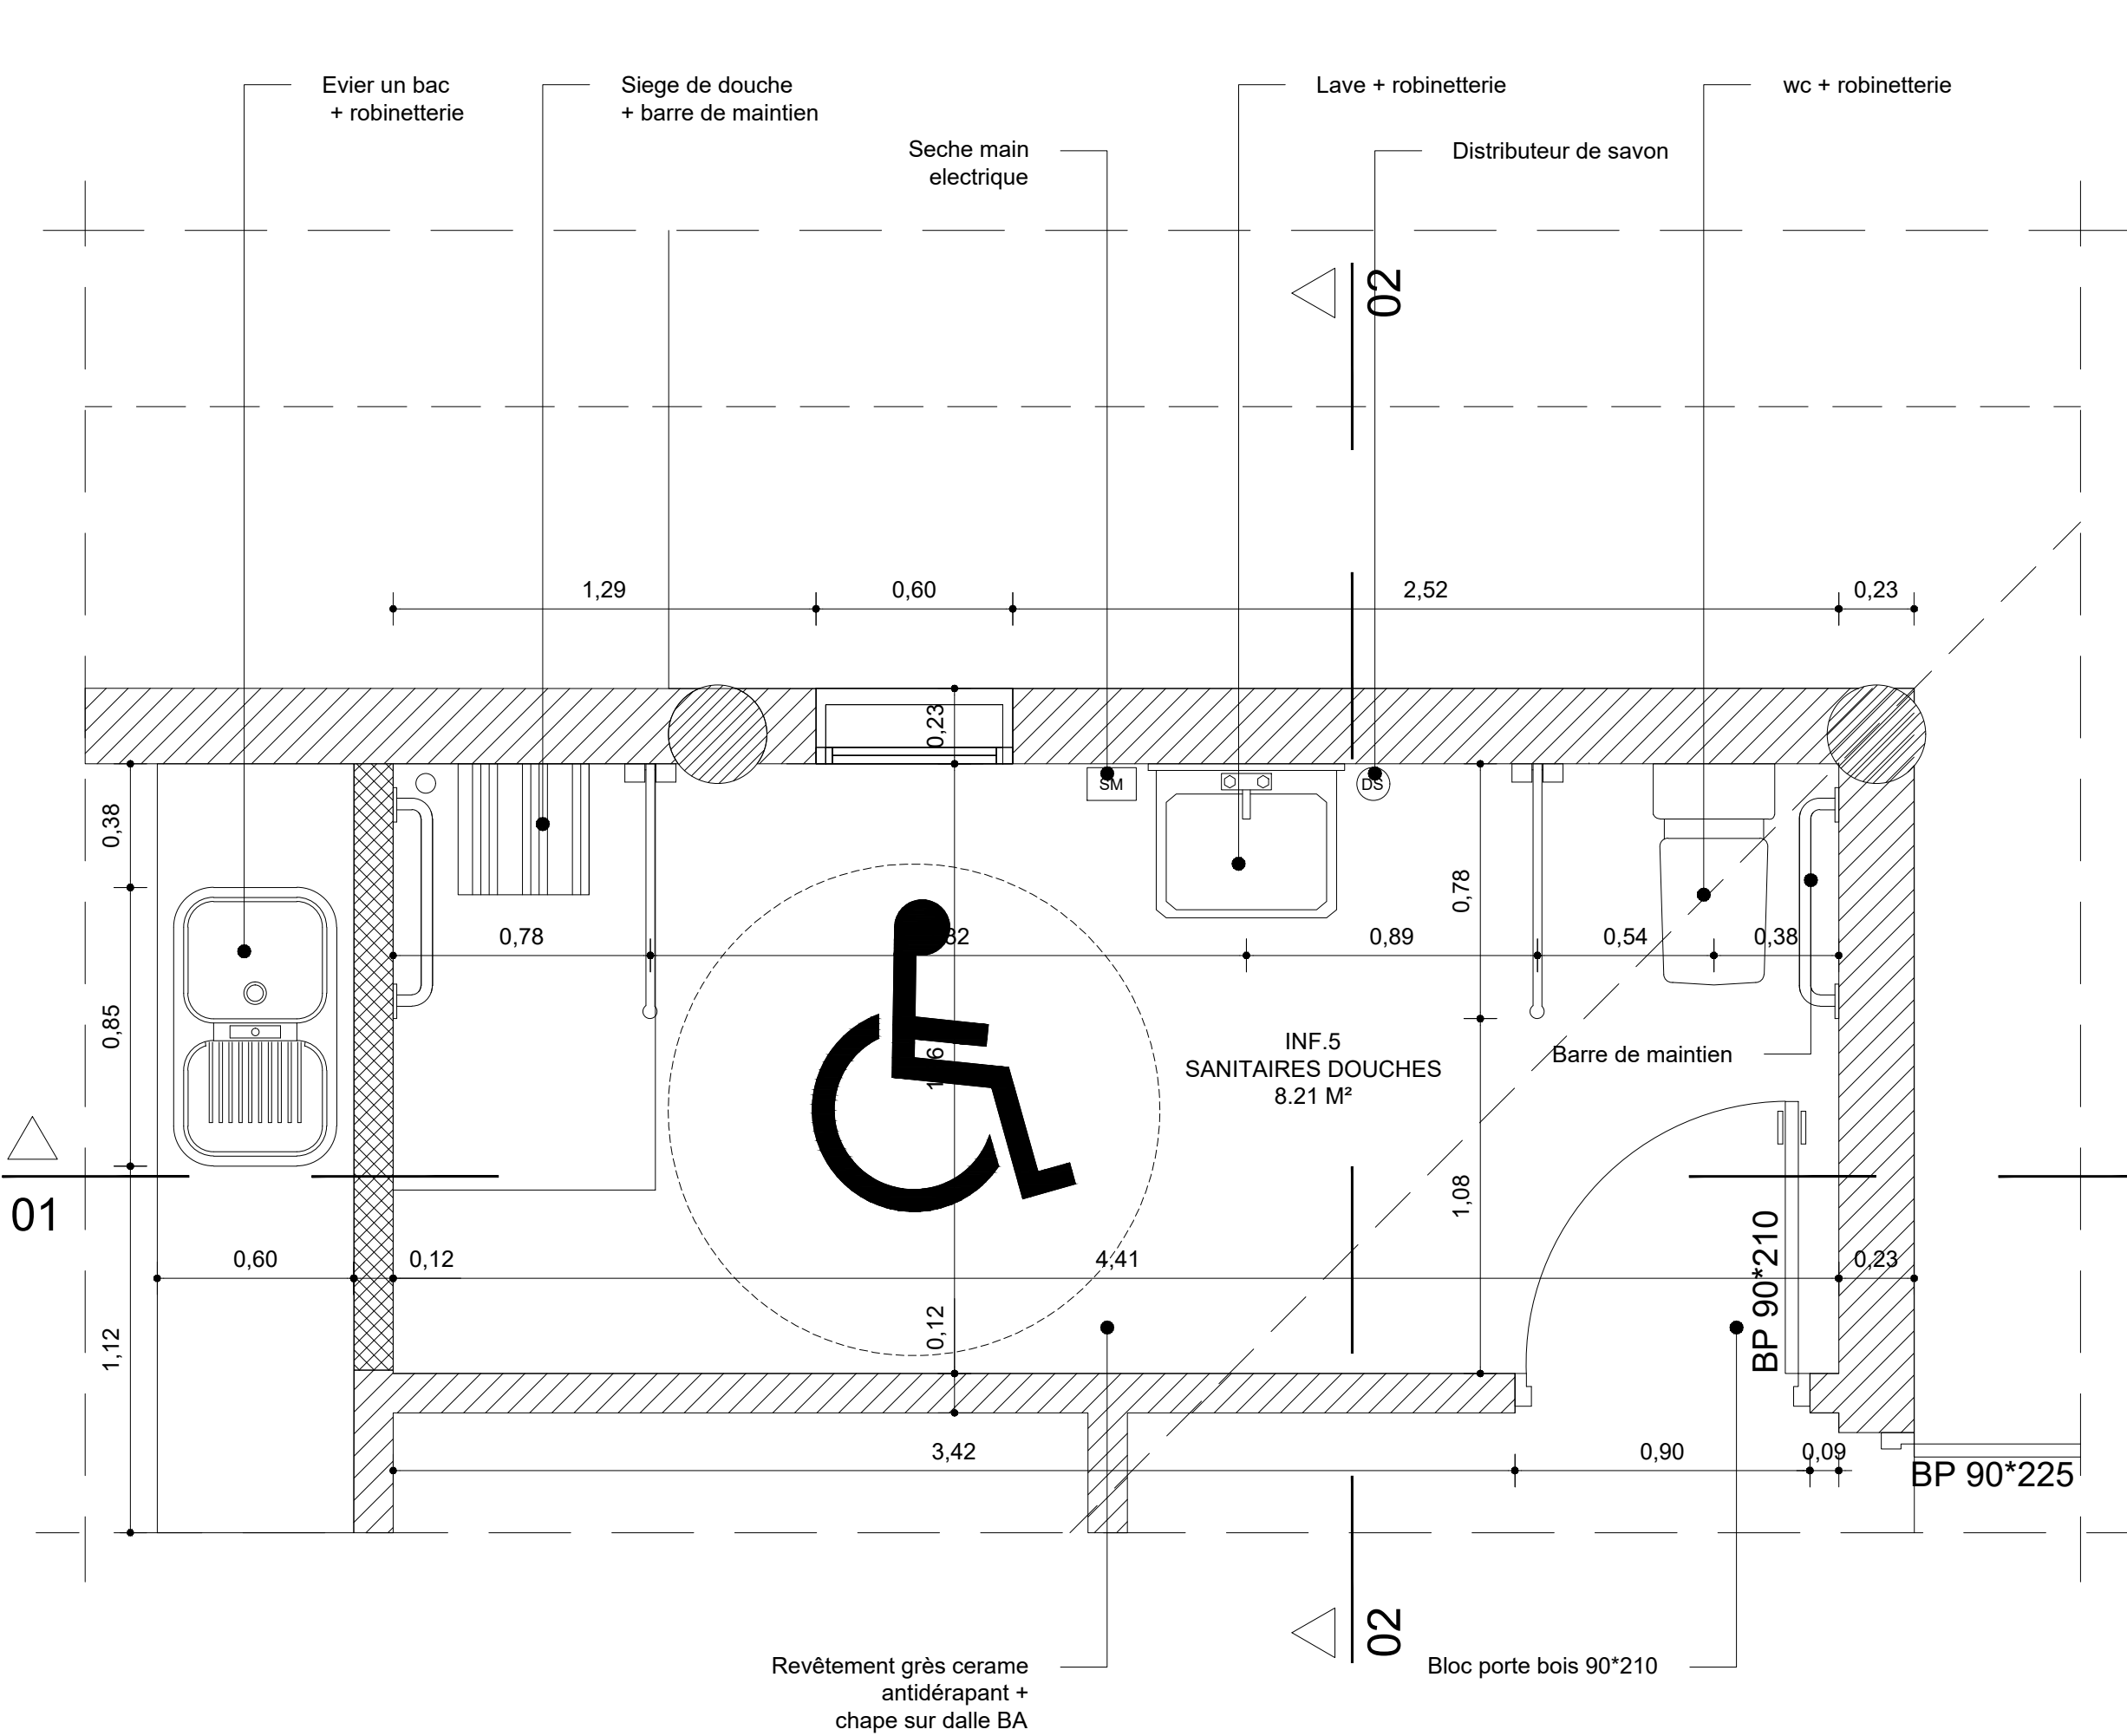 Evier un bac
+ robinetterie
Siege de douche
+ barre de maintien
Seche main
electrique
Lave + robinetterie
Distributeur de savon
wc + robinetterie
02
1,29
0,60
2,52
0,23
0,23
SM
DS
0,38
0,78
0,78
0,89
0,54
0,38
0,85
INF.5
SANITAIRES DOUCHES
8.21 M²
Barre de maintien
01
1,08
BP 90*210
0,60
0,12
4,41
0,23
0,12
1,12
3,42
0,90
0,09
BP 90*225
02
Revêtement grès cerame
antidérapant +
chape sur dalle BA
Bloc porte bois 90*210